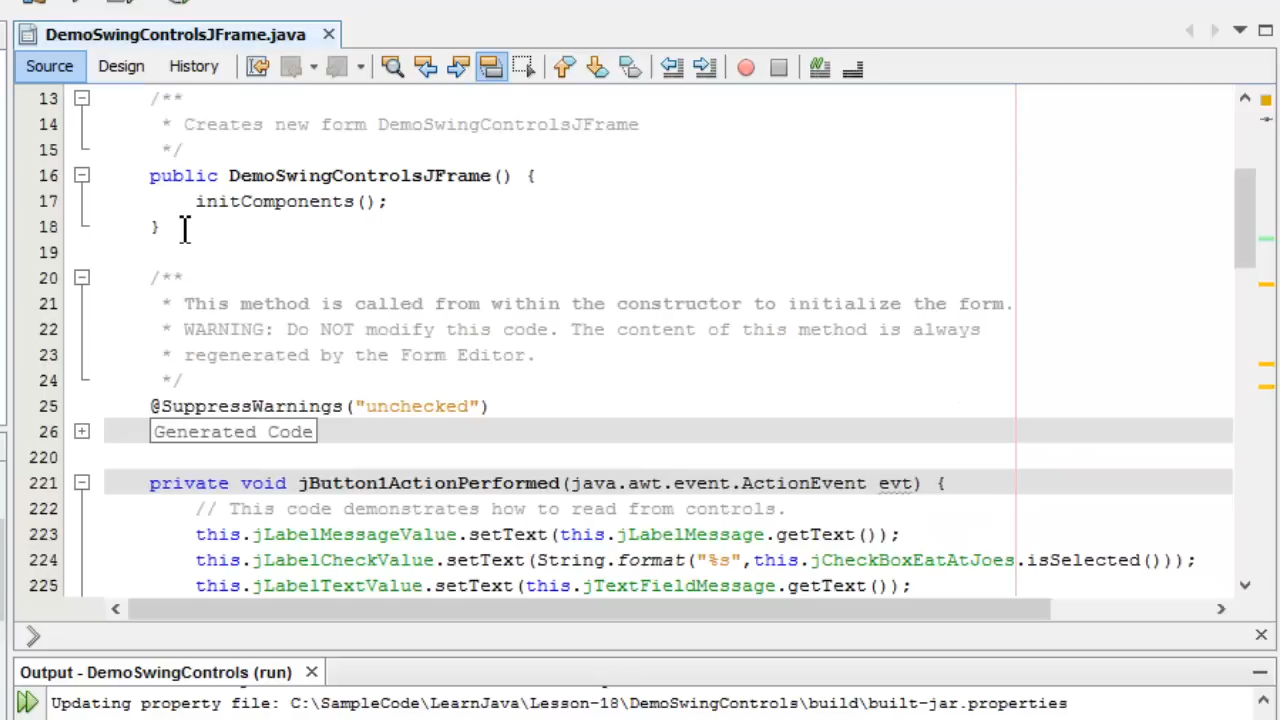 DemoSwingControlsJFrame.java
Source Design History
13 /**
14 * Creates new form DemoSwingControlsJFrame
15 */
16 public DemoSwingControlsJFrame() {
17 initComponents();
18 }
19
20 /**
21 * This method is called from within the constructor to initialize the form.
22 * WARNING: Do NOT modify this code. The content of this method is always
23 * regenerated by the Form Editor.
24 */
25 @SuppressWarnings("unchecked")
26 Generated Code
220
221 private void jButton1ActionPerformed(java.awt.event.ActionEvent evt) {
222 // This code demonstrates how to read from controls.
223 this.jLabelMessageValue.setText(this.jLabelMessage.getText());
224 this.jLabelCheckValue.setText(String.format("%s",this.jCheckBoxEatAtJoes.isSelected()));
225 this.jLabelTextValue.setText(this.jTextFieldMessage.getText());
Output - DemoSwingControls (run)
Updating property file: C:\SampleCode\LearnJava\Lesson-18\DemoSwingControls\build\built-jar.properties